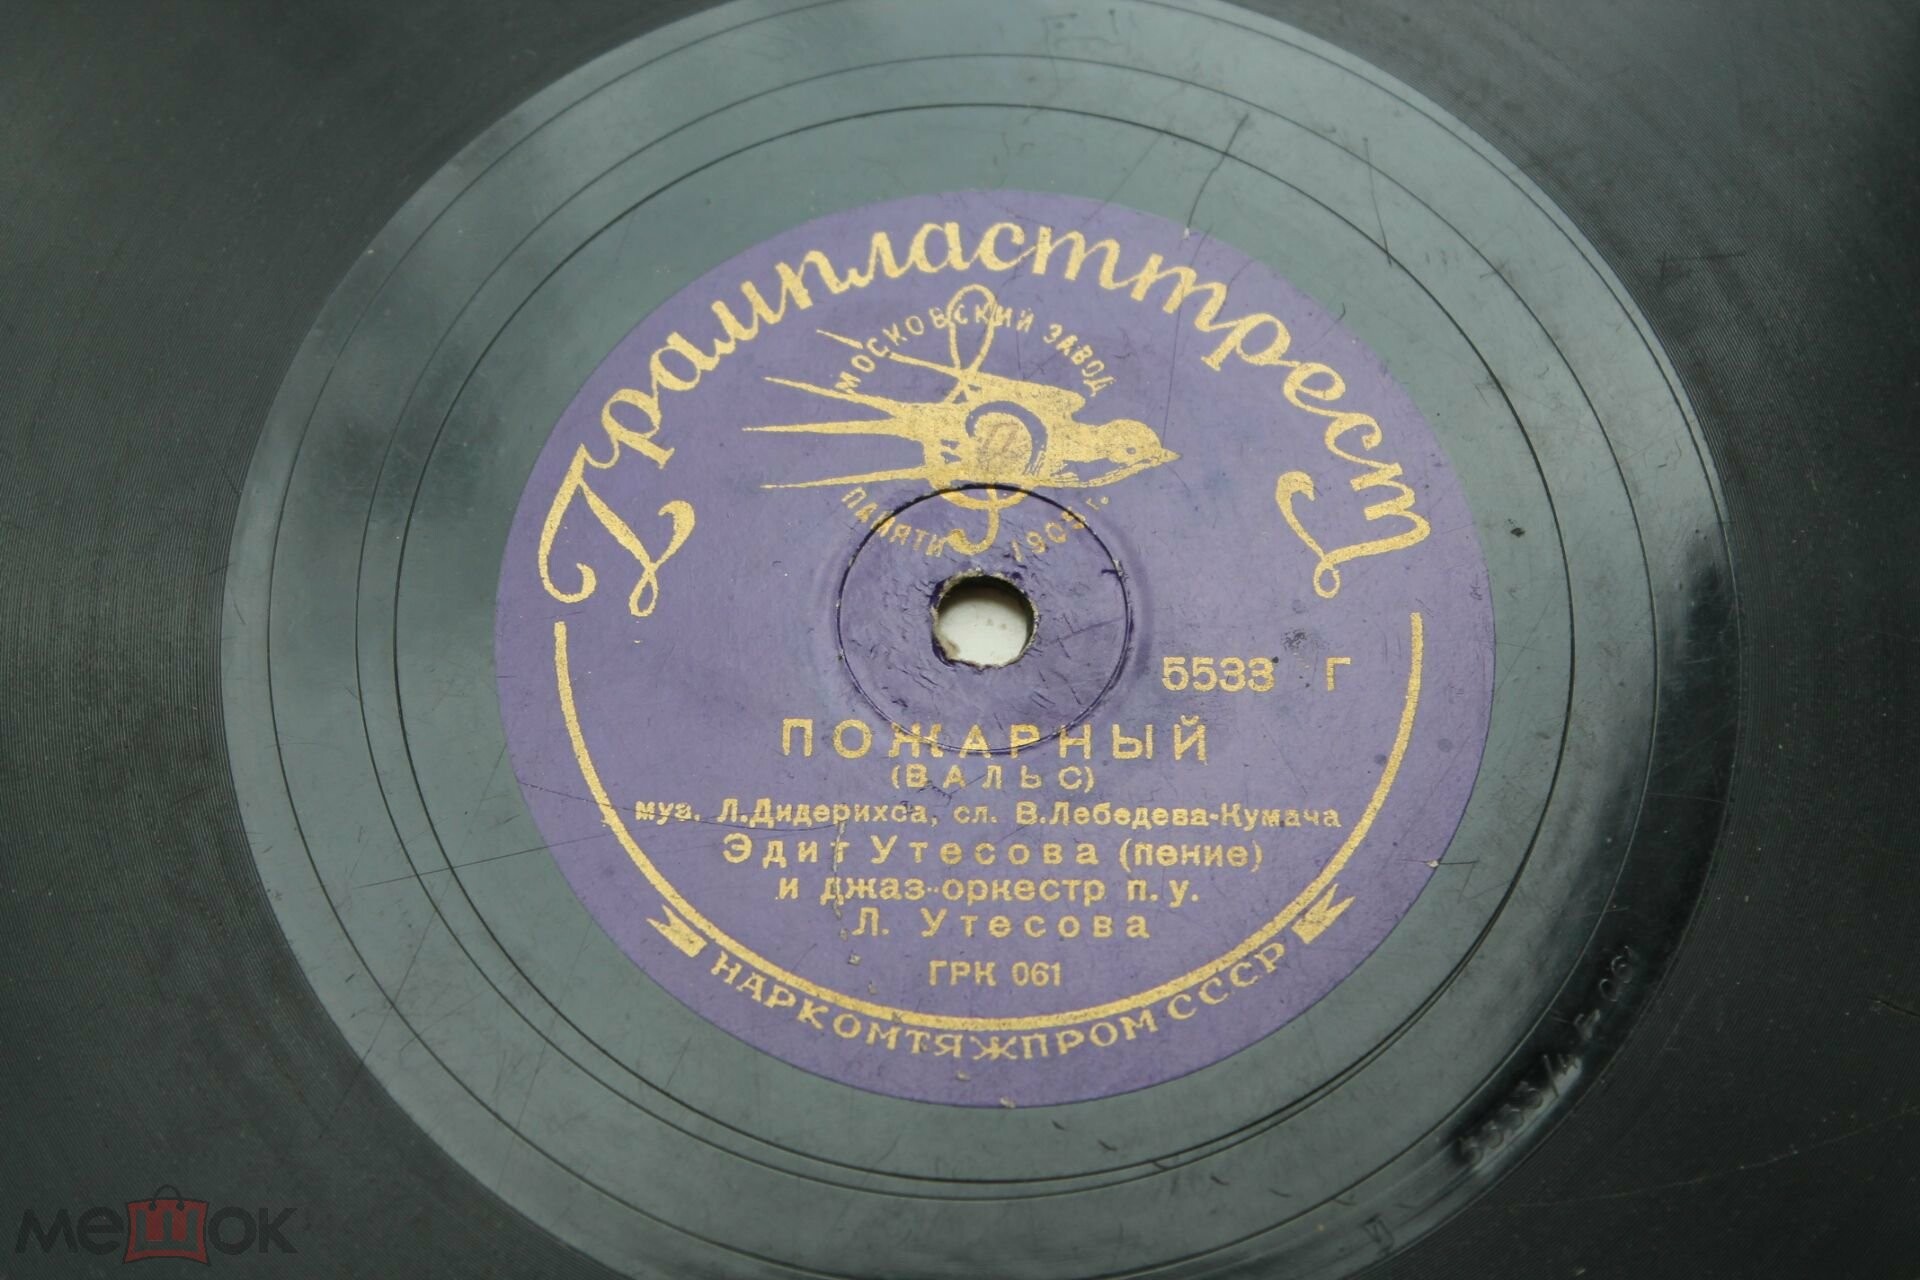 Грампласттрест
МОСКОВСКИЙ ЗАВОД
ПАМЯТИ 1905 г.
5533 Г
ПОЖАРНЫЙ
(ВАЛЬС)
муз. Л.Дидерихса, сл. В.Лебедева-Кумача
Эдит Утесова (пение)
и джаз-оркестр п. у.
Л. Утесова
ГРК 061
НАРКОМТЯЖПРОМ СССР
мешок